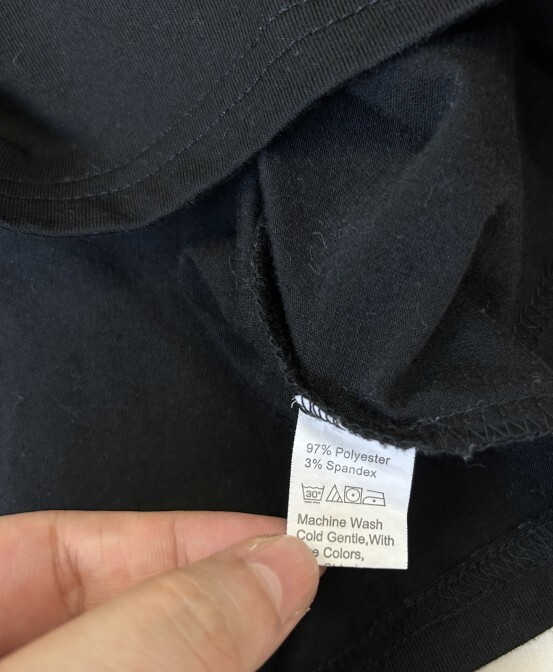 97% Polyester
3% Spandex
30°
Machine Wash
Cold Gentle,With
Colors,